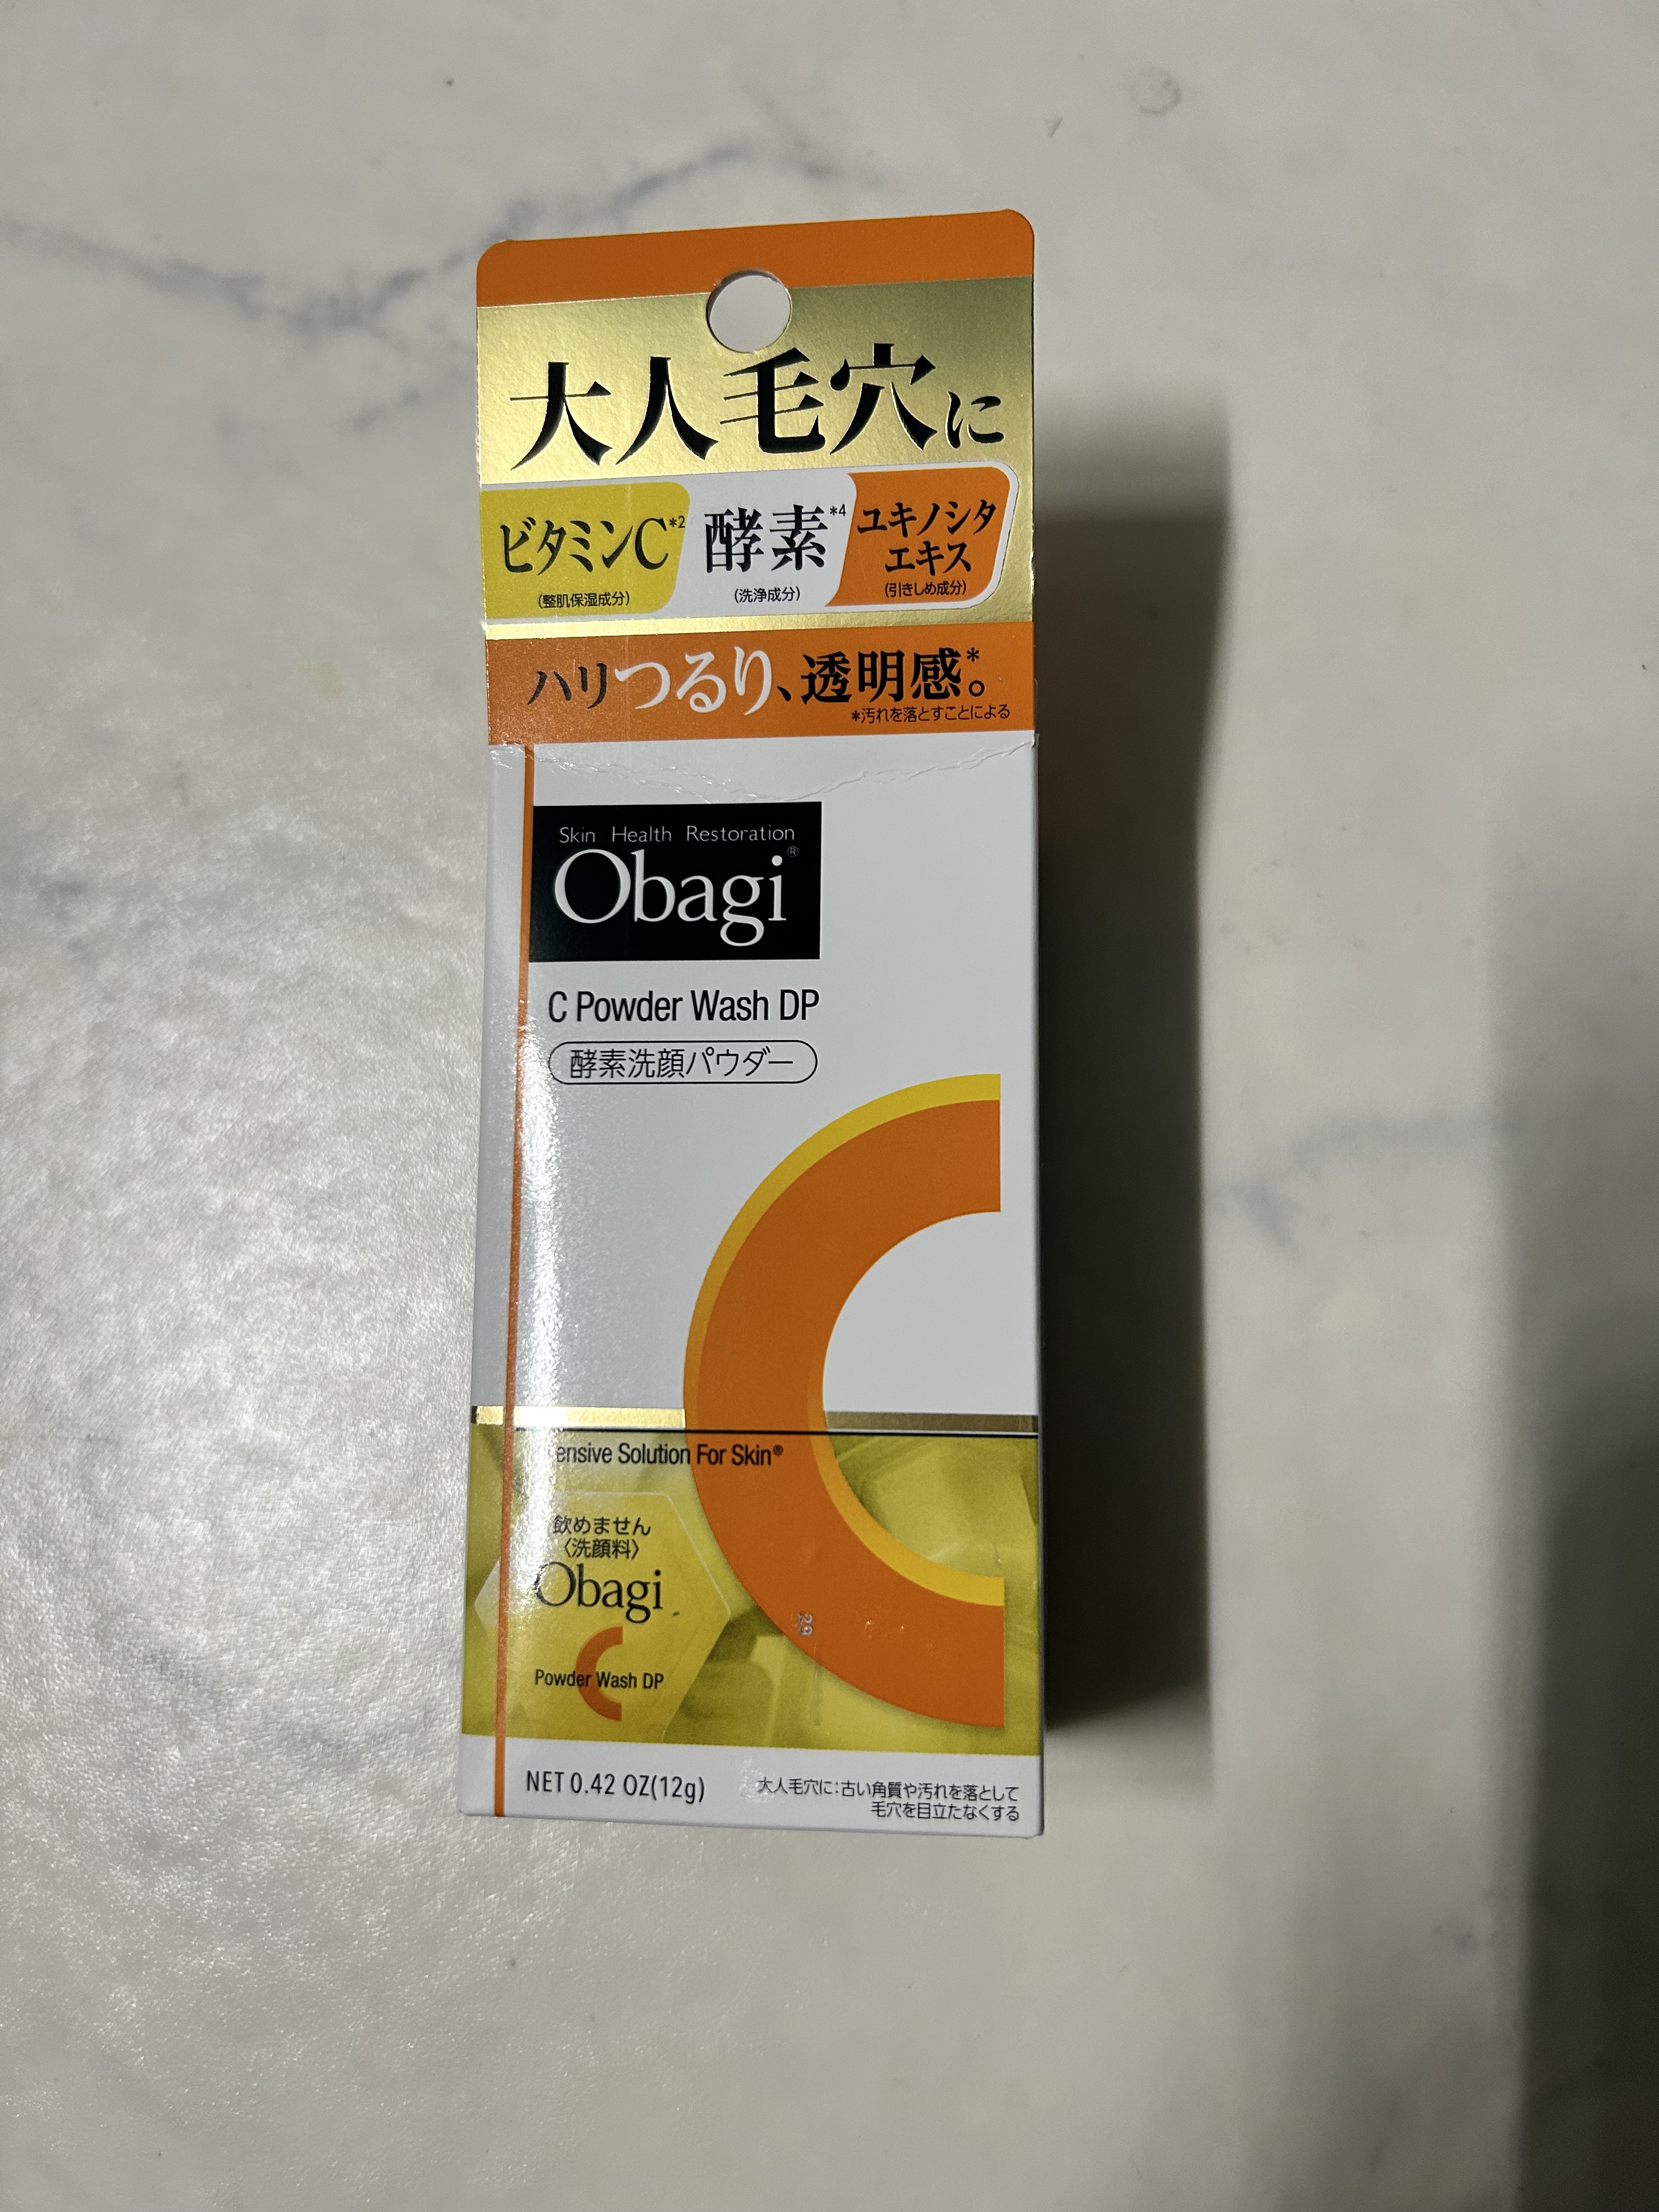 大人毛穴に
ビタミンC*2
(整肌保湿成分)
酵素*4
(洗浄成分)
ユキノシタ
エキス
(引きしめ成分)
ハリつるり、透明感*。
*汚れを落とすことによる
Skin Health Restoration
Obagi®
C Powder Wash DP
酵素洗顔パウダー
Solution For Skin®
飲めません
〈洗顔料〉
Obagi
C
Powder Wash DP
NET 0.42 OZ(12g)
大人毛穴に:古い角質や汚れを落として
毛穴を目立たなくする